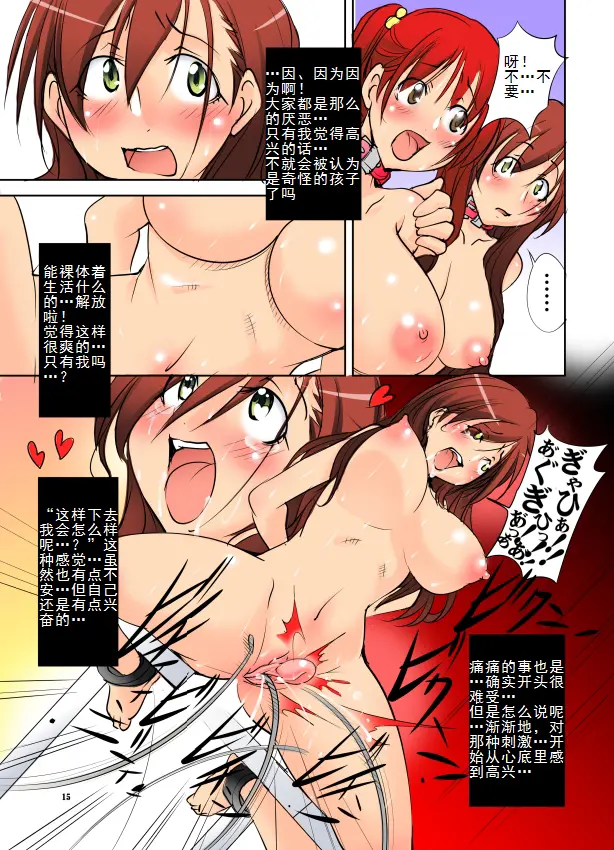 呀！
不…不
要…
…因、因为因
为啊！
大家都是那么
的厌恶…
只有我觉得高
兴的话…
不就会被认为
是奇怪的孩子
了吗
……
能裸体着
生活什么
的…解放
啦！
觉得这样
很爽的…
只有我吗
…？
ぎゃひぁ！
あ゛ぐぎひっ！！
“这样下去
我会怎么样
呢…？”这
种感觉…虽
然也有点不
安…但自己
还是有点兴
奋的…
痛痛的事也是
…确实开头很
难受…
但是怎么说呢
…渐渐地，对
那种刺激…开
始从心底里感
到高兴…
15